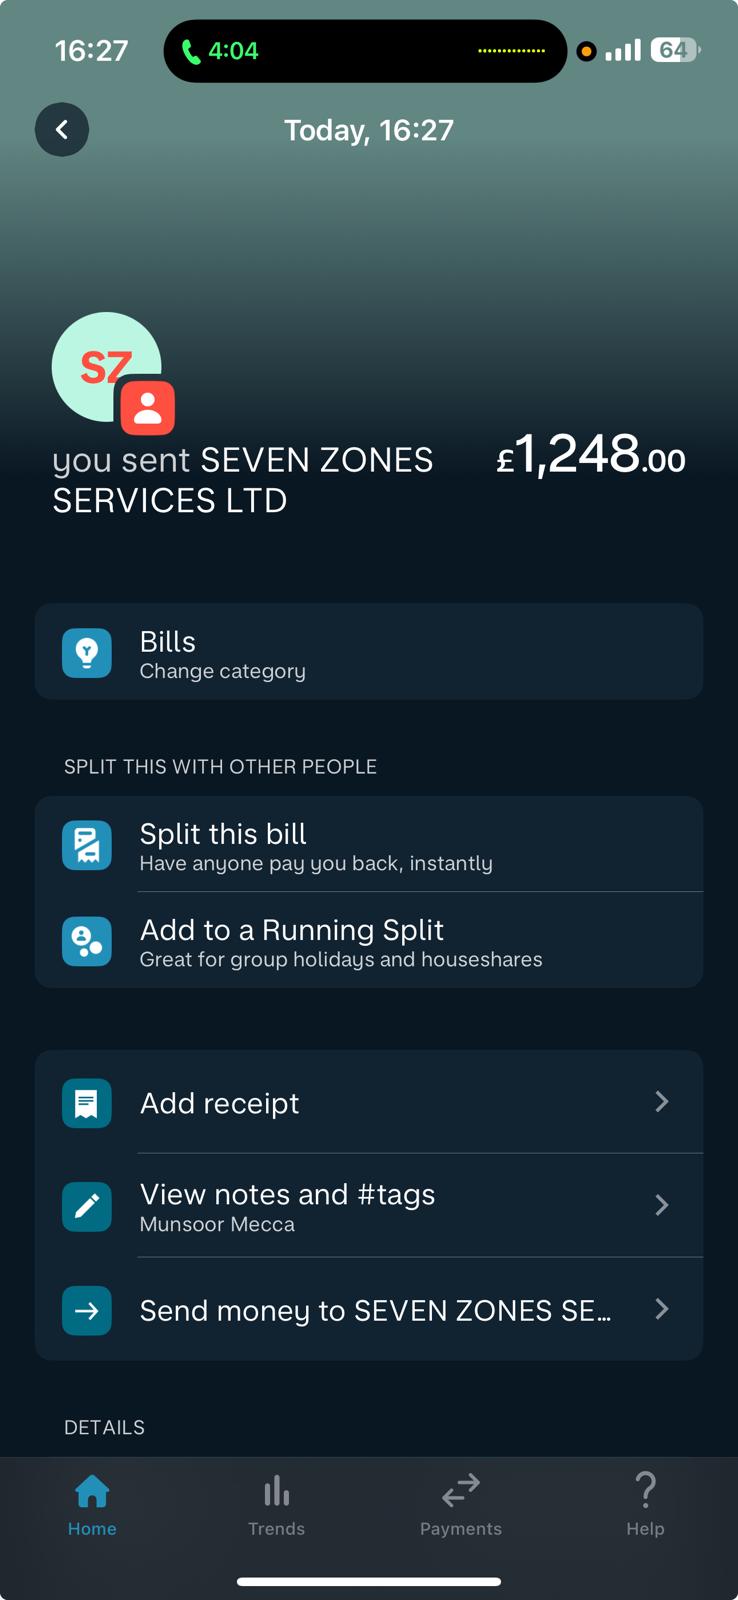 16:27
4:04
64
Today, 16:27
SZ
you sent SEVEN ZONES
SERVICES LTD
£1,248.00
Bills
Change category
SPLIT THIS WITH OTHER PEOPLE
Split this bill
Have anyone pay you back, instantly
Add to a Running Split
Great for group holidays and houseshares
Add receipt
View notes and #tags
Munsoor Mecca
Send money to SEVEN ZONES SE...
DETAILS
Home
Trends
Payments
Help